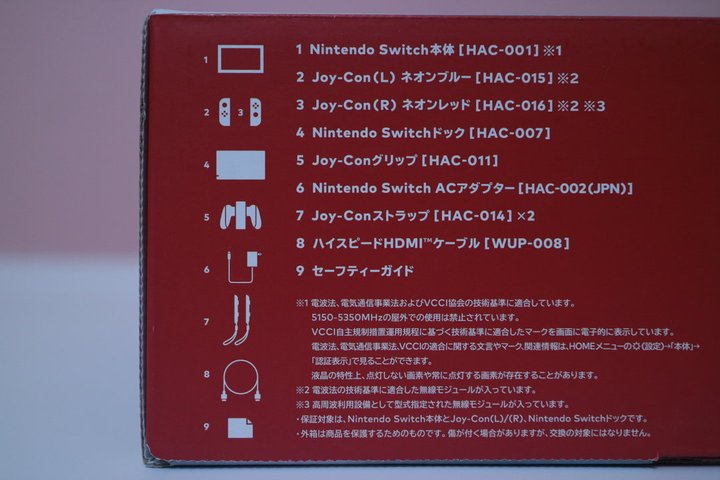 1 Nintendo Switch本体 [HAC-001] ※1
2 Joy-Con(L) ネオンブルー [HAC-015] ※2
3 Joy-Con(R) ネオンレッド [HAC-016] ※2 ※3
4 Nintendo Switchドック [HAC-007]
5 Joy-Conグリップ [HAC-011]
6 Nintendo Switch ACアダプター [HAC-002(JPN)]
7 Joy-Conストラップ [HAC-014] ×2
8 ハイスピードHDMI™ケーブル [WUP-008]
9 セーフティーガイド
1
2 3
4
5
6
7
8
9
※1 電波法、電気通信事業法およびVCCI協会の技術基準に適合しています。
5150-5350MHzの屋外での使用は禁止されています。
VCCI自主規制措置運用規程に基づく技術基準に適合したマークを画面に電子的に表示しています。
電波法、電気通信事業法、VCCIの適合に関する文言やマーク、関連情報は、HOMEメニューの(設定)→「本体」→
「認証表示」で見ることができます。
液晶の特性上、点灯しない画素や常に点灯する画素が存在することがあります。
※2 電波法の技術基準に適合した無線モジュールが入っています。
※3 高周波利用設備として型式指定された無線モジュールが入っています。
・保証対象は、Nintendo Switch本体とJoy-Con(L)/(R)、Nintendo Switchドックです。
・外箱は商品を保護するためのものです。傷が付く場合がありますが、交換の対象にはなりません。